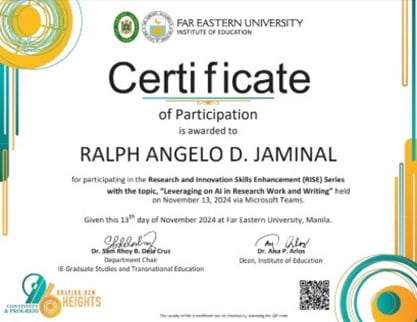 FAR EASTERN UNIVERSITY
INSTITUTE OF EDUCATION
Certificate
of Participation
is awarded to
RALPH ANGELO D. JAMINAL
for participating in the Research and Innovation Skills Enhancement (RISE) Series
with the topic, "Leveraging on AI in Research Work and Writing" held
on November 13, 2024 via Microsoft Teams.
Given this 13th day of November 2024 at Far Eastern University, Manila.
Dr. Sam Rhoy B. Dela Cruz
Department Chair
IE-Graduate Studies and Transnational Education
Dr. Ana P. Arlos
Dean, Institute of Education
CONTINUITY
& PROGRESS
96
BRAVING NEW
HEIGHTS
The validity of this e-certificate can be checked by scanning the QR code